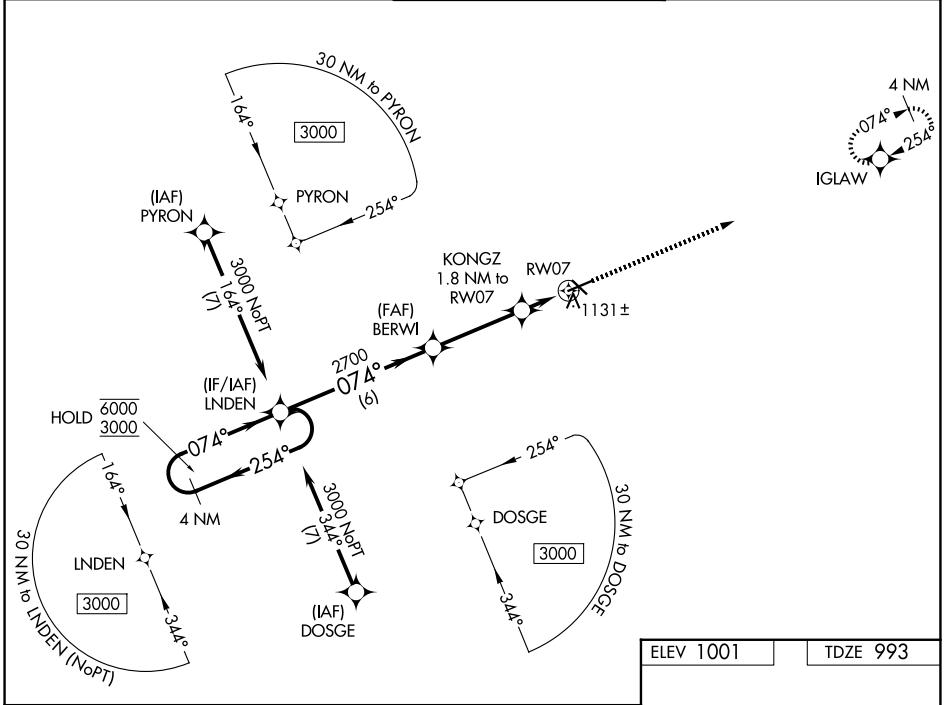 30 NM to PYRON
164°
3000
PYRON
254°
4 NM
074°
254°
IGLAW
(IAF)
PYRON
3000 NoPT
164°
(7)
KONGZ
1.8 NM to
RW07
RW07
1131±
(FAF)
BERWI
2700
074°
(6)
(IF/IAF)
LNDEN
HOLD
6000
3000
074°
254°
4 NM
164°
LNDEN
3000
344°
30 NM to LNDEN (NoPT)
3000 NoPT
344°
(7)
(IAF)
DOSGE
254°
DOSGE
3000
344°
30 NM to DOSGE
ELEV 1001
TDZE 993